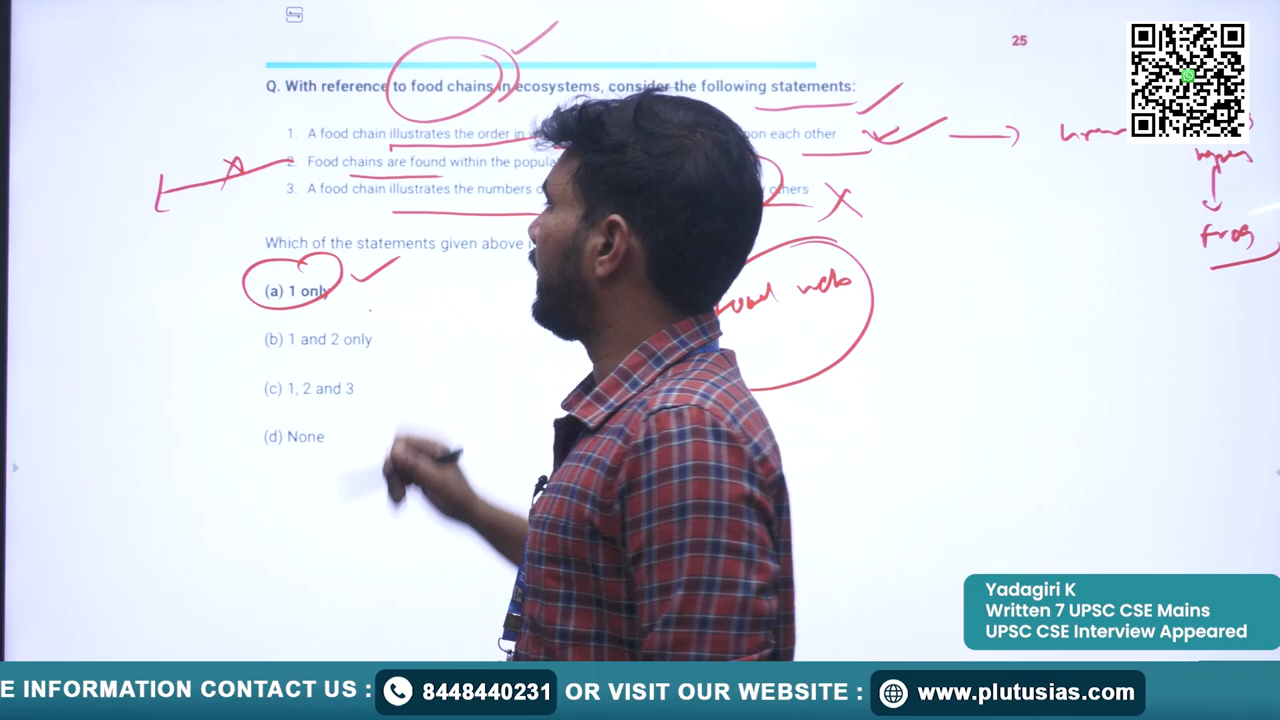 25
Q. With reference to food chains in ecosystems, consider the following statements:
1. A food chain illustrates the order in upon each other
2. Food chains are found within the
3. A food chain illustrates the numbers others
Which of the statements given above
(a) 1 only
(b) 1 and 2 only
(c) 1, 2 and 3
(d) None
frog
Yadagiri K
Written 7 UPSC CSE Mains
UPSC CSE Interview Appeared
E INFORMATION CONTACT US : 8448440231 OR VISIT OUR WEBSITE : www.plutusias.com